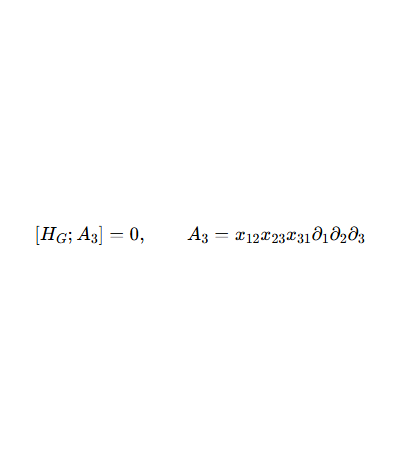 [H_G; A_3] = 0, A_3 = x_{12}x_{23}x_{31}∂_1∂_2∂_3